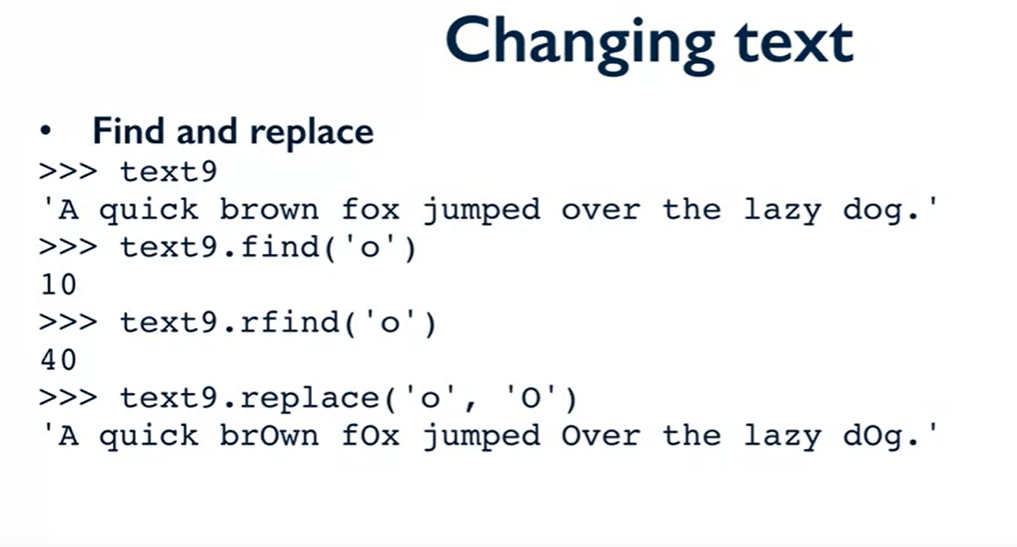 Changing text
• Find and replace
>>> text9
'A quick brown fox jumped over the lazy dog.'
>>> text9.find('o')
10
>>> text9.rfind('o')
40
>>> text9.replace('o', 'O')
'A quick brOwn fOx jumped Over the lazy dOg.'